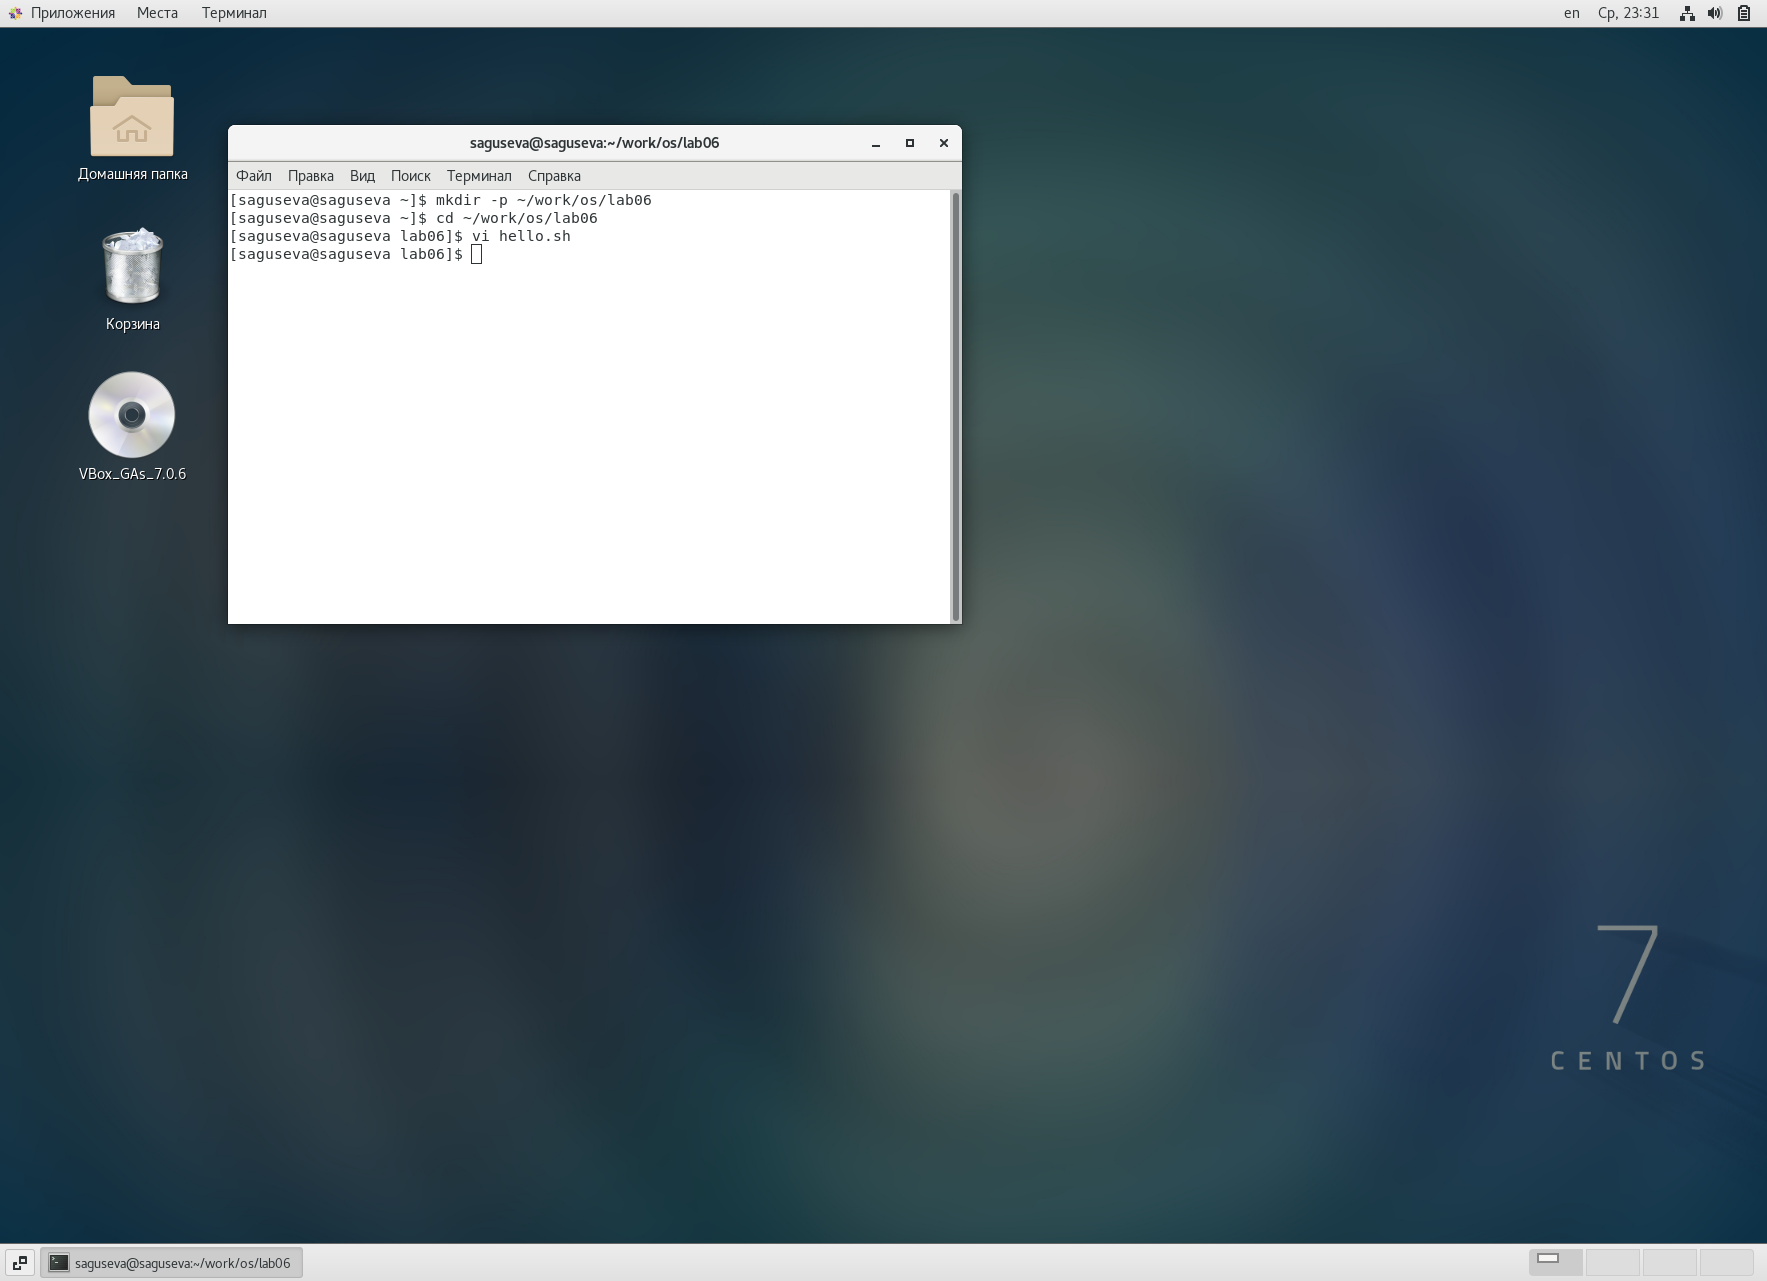 Приложения Места Терминал en Ср, 23:31
Домашняя папка
Корзина
VBox_GAs_7.0.6
saguseva@saguseva:~/work/os/lab06
Файл Правка Вид Поиск Терминал Справка
[saguseva@saguseva ~]$ mkdir -p ~/work/os/lab06
[saguseva@saguseva ~]$ cd ~/work/os/lab06
[saguseva@saguseva lab06]$ vi hello.sh
[saguseva@saguseva lab06]$
7
CENTOS
saguseva@saguseva:~/work/os/lab06